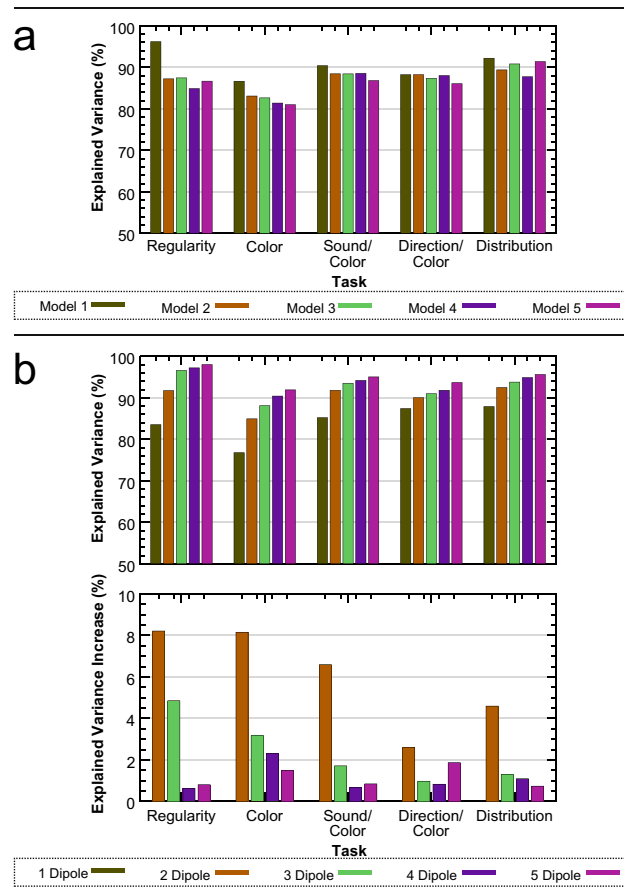 a
Explained Variance (%)
100
90
80
70
60
50
Regularity Color Sound/ Direction/ Distribution
Color Color
Task
Model 1 Model 2 Model 3 Model 4 Model 5
b
Explained Variance (%)
100
90
80
70
60
50
Explained Variance Increase (%)
10
8
6
4
2
0
Regularity Color Sound/ Direction/ Distribution
Color Color
Task
1 Dipole 2 Dipole 3 Dipole 4 Dipole 5 Dipole